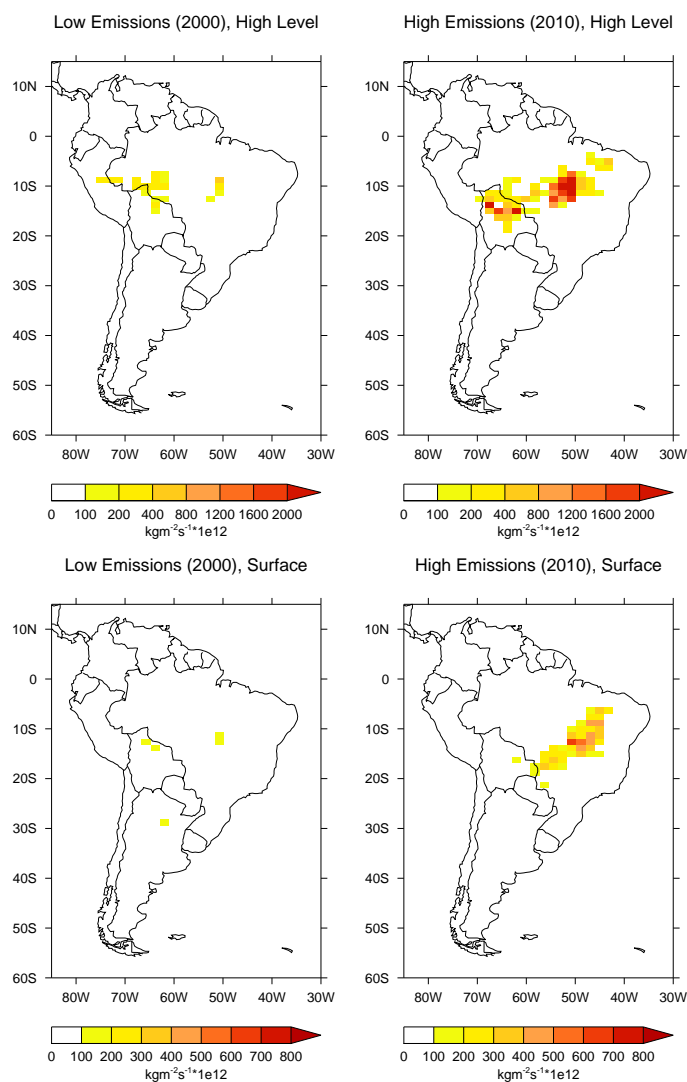 Low Emissions (2000), High Level
10N
0
10S
20S
30S
40S
50S
60S
80W 70W 60W 50W 40W 30W
0 100 200 400 800 1200 1600 2000
kgm⁻²s⁻¹*1e12
High Emissions (2010), High Level
10N
0
10S
20S
30S
40S
50S
60S
80W 70W 60W 50W 40W 30W
0 100 200 400 800 1200 1600 2000
kgm⁻²s⁻¹*1e12
Low Emissions (2000), Surface
10N
0
10S
20S
30S
40S
50S
60S
80W 70W 60W 50W 40W 30W
0 100 200 300 400 500 600 700 800
kgm⁻²s⁻¹*1e12
High Emissions (2010), Surface
10N
0
10S
20S
30S
40S
50S
60S
80W 70W 60W 50W 40W 30W
0 100 200 300 400 500 600 700 800
kgm⁻²s⁻¹*1e12